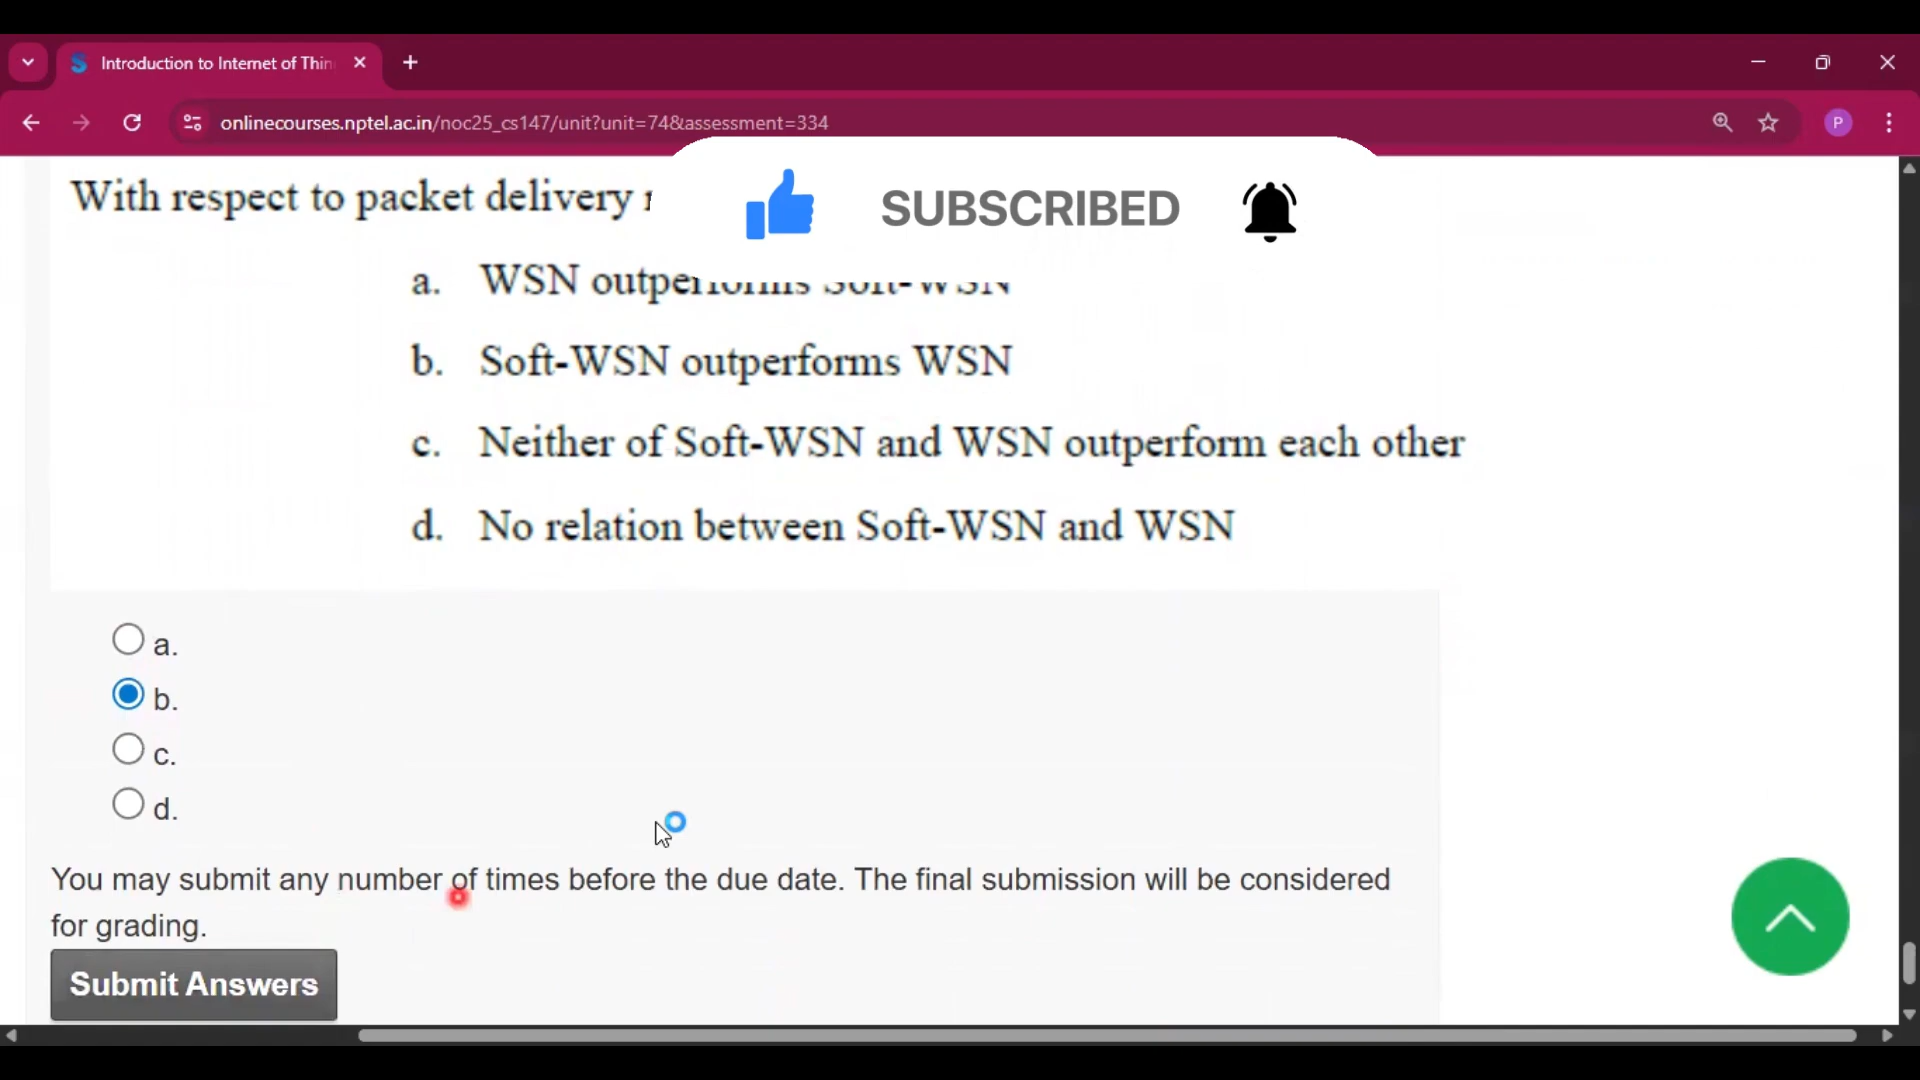 Introduction to Internet of Thin
onlinecourses.nptel.ac.in/noc25_cs147/unit?unit=74&assessment=334
P
SUBSCRIBED
With respect to packet delivery
a. WSN outperforms Soft-WSN
b. Soft-WSN outperforms WSN
c. Neither of Soft-WSN and WSN outperform each other
d. No relation between Soft-WSN and WSN
a.
b.
c.
d.
You may submit any number of times before the due date. The final submission will be considered
for grading.
Submit Answers